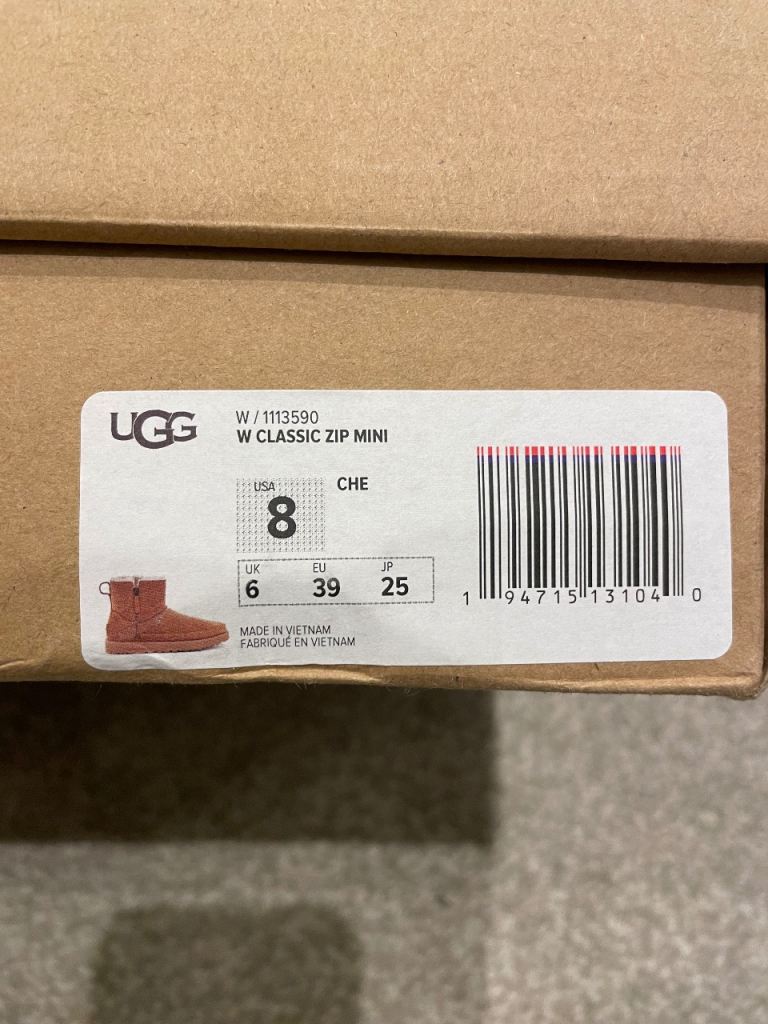 UGG
W / 1113590
W CLASSIC ZIP MINI
USA
8
CHE
UK EU JP
6 39 25
MADE IN VIETNAM
FABRIQUÉ EN VIETNAM
1 94715 13104 0